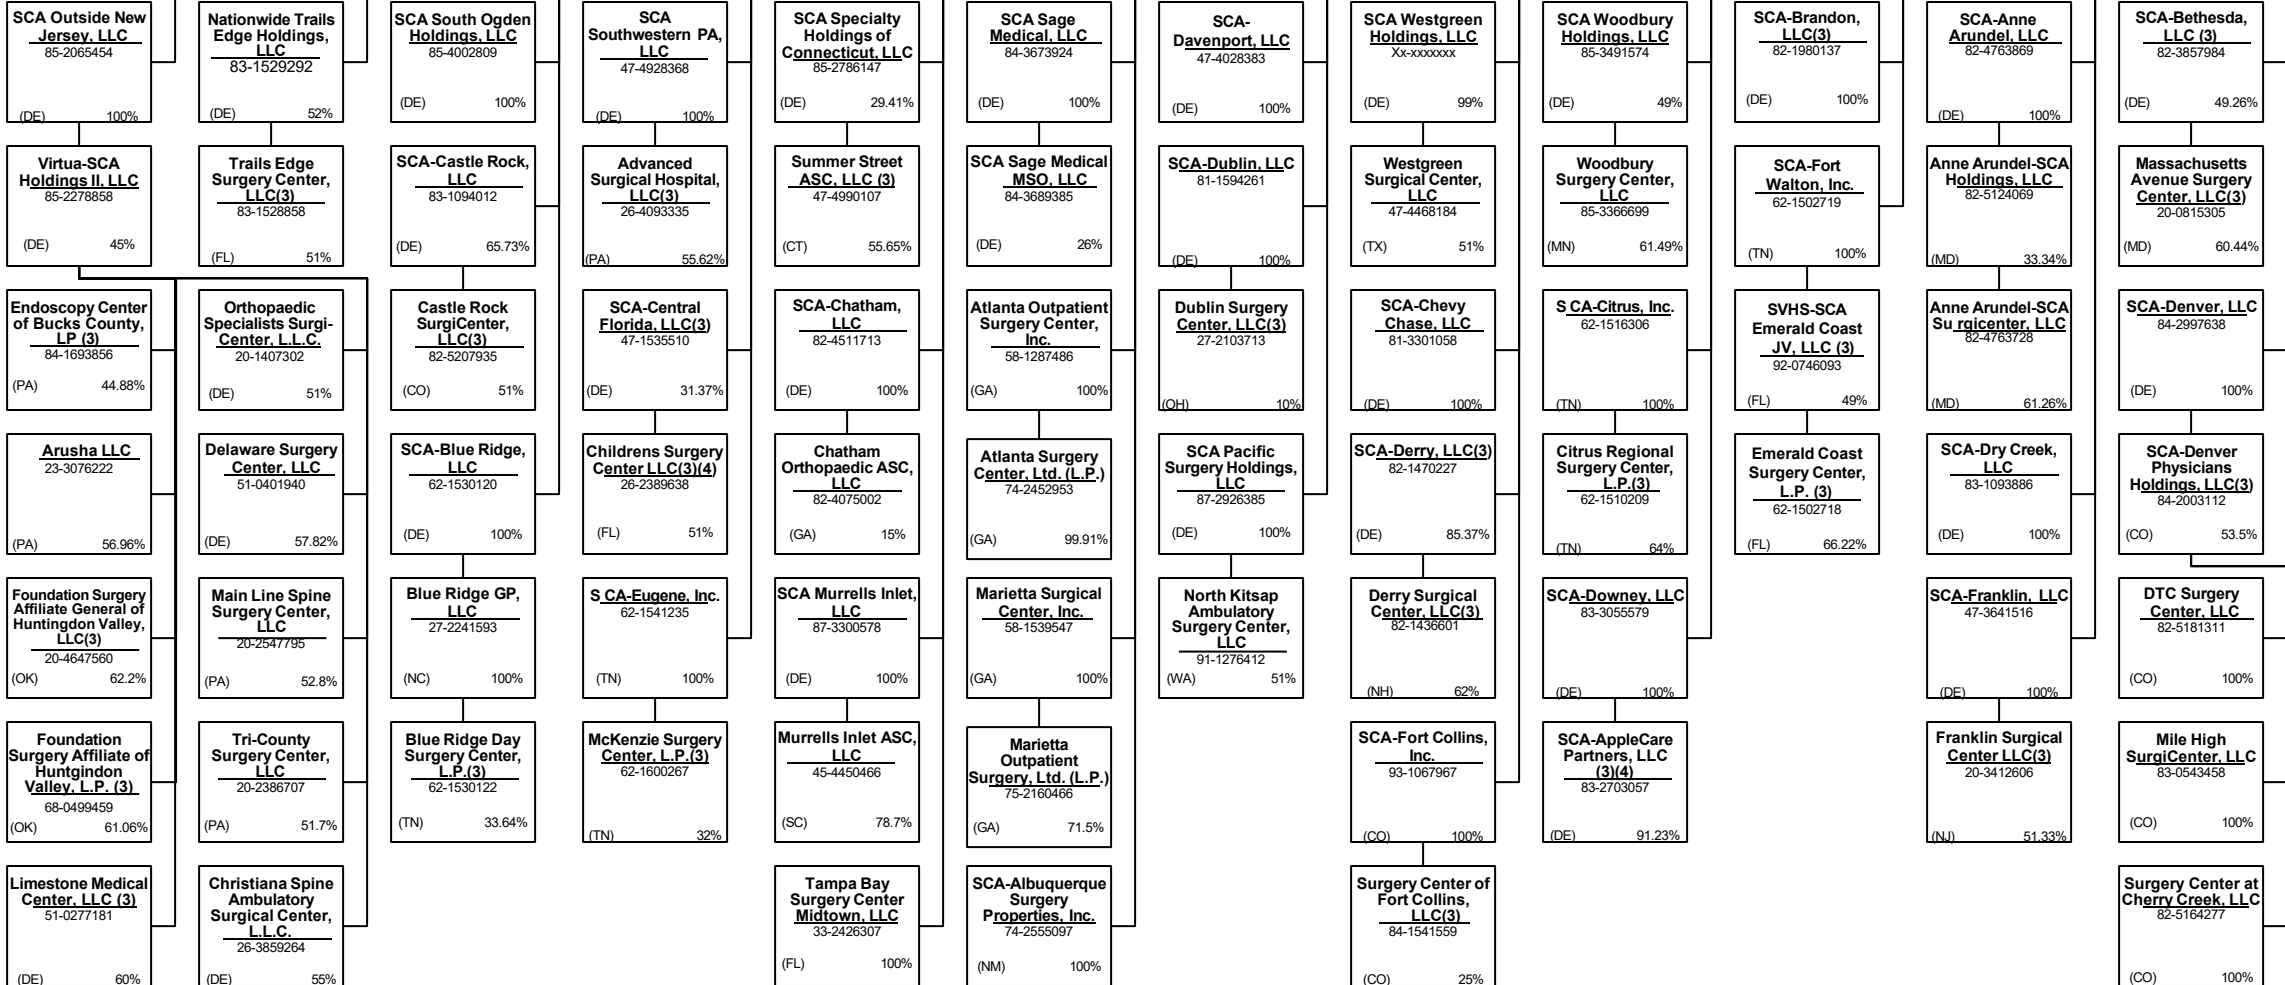 SCA Outside New
Jersey, LLC
85-2065454
(DE) 100%
Nationwide Trails
Edge Holdings,
LLC
83-1529292
(DE) 52%
SCA South Ogden
Holdings, LLC
85-4002809
(DE) 100%
SCA
Southwestern PA,
LLC
47-4928368
(DE) 100%
SCA Specialty
Holdings of
Connecticut, LLC
85-2786147
(DE) 29.41%
SCA Sage
Medical, LLC
84-3673924
(DE) 100%
SCA-
Davenport, LLC
47-4028383
(DE) 100%
SCA Westgreen
Holdings, LLC
Xx-xxxxxxx
(DE) 99%
SCA Woodbury
Holdings, LLC
85-3491574
(DE) 49%
SCA-Brandon,
LLC(3)
82-1980137
(DE) 100%
SCA-Anne
Arundel, LLC
82-4763869
(DE) 100%
SCA-Bethesda,
LLC (3)
82-3857984
(DE) 49.26%
Virtua-SCA
Holdings II, LLC
85-2278858
(DE) 45%
Trails Edge
Surgery Center,
LLC(3)
83-1528858
(FL) 51%
SCA-Castle Rock,
LLC
83-1094012
(DE) 65.73%
Advanced
Surgical Hospital,
LLC(3)
26-4093335
(PA) 55.62%
Summer Street
ASC, LLC (3)
47-4990107
(CT) 55.65%
SCA Sage Medical
MSO, LLC
84-3689385
(DE) 26%
SCA-Dublin, LLC
81-1594261
(DE) 100%
Westgreen
Surgical Center,
LLC
47-4468184
(TX) 51%
Woodbury
Surgery Center,
LLC
85-3366699
(MN) 61.49%
SCA-Fort
Walton, Inc.
62-1502719
(TN) 100%
Anne Arundel-SCA
Holdings, LLC
82-5124069
(MD) 33.34%
Massachusetts
Avenue Surgery
Center, LLC(3)
20-0815305
(MD) 60.44%
Endoscopy Center
of Bucks County,
LP (3)
84-1693856
(PA) 44.88%
Orthopaedic
Specialists Surgi-
Center, L.L.C.
20-1407302
(DE) 51%
Castle Rock
SurgiCenter,
LLC(3)
82-5207935
(CO) 51%
SCA-Central
Florida, LLC(3)
47-1535510
(DE) 31.37%
SCA-Chatham,
LLC
82-4511713
(DE) 100%
Atlanta Outpatient
Surgery Center,
Inc.
58-1287486
(GA) 100%
Dublin Surgery
Center, LLC(3)
27-2103713
(OH) 10%
SCA-Chevy
Chase, LLC
81-3301058
(DE) 100%
S CA-Citrus, Inc.
62-1516306
(TN) 100%
SVHS-SCA
Emerald Coast
JV, LLC (3)
92-0746093
(FL) 49%
Anne Arundel-SCA
Su rgicenter, LLC
82-4763728
(MD) 61.26%
SCA-Denver, LLC
84-2997638
(DE) 100%
Arusha LLC
23-3076222
(PA) 56.96%
Delaware Surgery
Center, LLC
51-0401940
(DE) 57.82%
SCA-Blue Ridge,
LLC
62-1530120
(DE) 100%
Childrens Surgery
Center LLC(3)(4)
26-2389638
(FL) 51%
Chatham
Orthopaedic ASC,
LLC
82-4075002
(GA) 15%
Atlanta Surgery
Center, Ltd. (L.P.)
74-2452953
(GA) 99.91%
SCA Pacific
Surgery Holdings,
LLC
87-2926385
(DE) 100%
SCA-Derry, LLC(3)
82-1470227
(DE) 85.37%
Citrus Regional
Surgery Center,
L.P.(3)
62-1510209
(TN) 64%
Emerald Coast
Surgery Center,
L.P. (3)
62-1502718
(FL) 66.22%
SCA-Dry Creek,
LLC
83-1093886
(DE) 100%
SCA-Denver
Physicians
Holdings, LLC(3)
84-2003112
(CO) 53.5%
Foundation Surgery
Affiliate General of
Huntingdon Valley,
LLC(3)
20-4647560
(OK) 62.2%
Main Line Spine
Surgery Center,
LLC
20-2547795
(PA) 52.8%
Blue Ridge GP,
LLC
27-2241593
(NC) 100%
S CA-Eugene, Inc.
62-1541235
(TN) 100%
SCA Murrells Inlet,
LLC
87-3300578
(DE) 100%
Marietta Surgical
Center, Inc.
58-1539547
(GA) 100%
North Kitsap
Ambulatory
Surgery Center,
LLC
91-1276412
(WA) 51%
Derry Surgical
Center, LLC(3)
82-1436601
(NH) 62%
SCA-Downey, LLC
83-3055579
(DE) 100%
SCA-Franklin, LLC
47-3641516
(DE) 100%
DTC Surgery
Center, LLC
82-5181311
(CO) 100%
Foundation
Surgery Affiliate of
Huntgindon
Valley, L.P. (3)
68-0499459
(OK) 61.06%
Tri-County
Surgery Center,
LLC
20-2386707
(PA) 51.7%
Blue Ridge Day
Surgery Center,
L.P.(3)
62-1530122
(TN) 33.64%
McKenzie Surgery
Center, L.P.(3)
62-1600267
(TN) 32%
Murrells Inlet ASC,
LLC
45-4450466
(SC) 78.7%
Marietta
Outpatient
Surgery, Ltd. (L.P.)
75-2160466
(GA) 71.5%
SCA-Fort Collins,
Inc.
93-1067967
(CO) 100%
SCA-AppleCare
Partners, LLC
(3)(4)
83-2703057
(DE) 91.23%
Franklin Surgical
Center LLC(3)
20-3412606
(NJ) 51.33%
Mile High
SurgiCenter, LLC
83-0543458
(CO) 100%
Limestone Medical
Center, LLC (3)
51-0277181
(DE) 60%
Christiana Spine
Ambulatory
Surgical Center,
L.L.C.
26-3859264
(DE) 55%
Tampa Bay
Surgery Center
Midtown, LLC
33-2426307
(FL) 100%
SCA-Albuquerque
Surgery
Properties, Inc.
74-2555097
(NM) 100%
Surgery Center of
Fort Collins,
LLC(3)
84-1541559
(CO) 25%
Surgery Center at
Cherry Creek, LLC
82-5164277
(CO) 100%